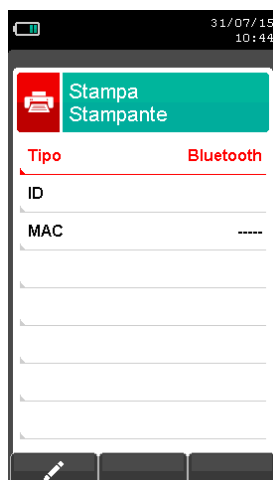 31/07/15
10:44
Stampa
Stampante
Tipo Bluetooth
ID
MAC -----